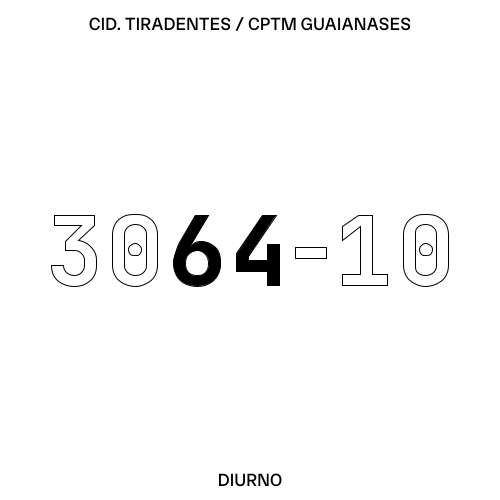 CID. TIRADENTES / CPTM GUAIANASES
3064-10
DIURNO